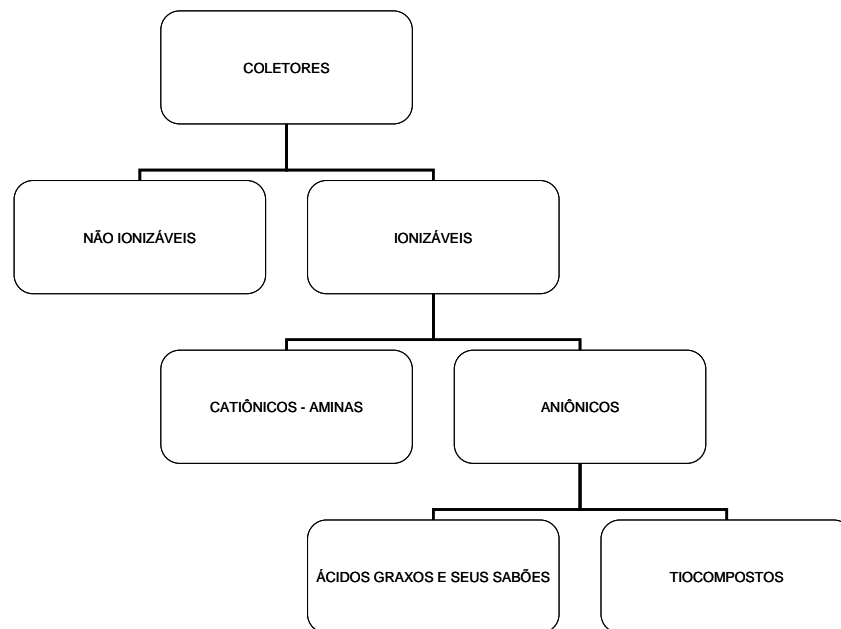 COLETORES
NÃO IONIZÁVEIS
IONIZÁVEIS
CATIÔNICOS - AMINAS
ANIÔNICOS
ÁCIDOS GRAXOS E SEUS SABÕES
TIOCOMPOSTOS